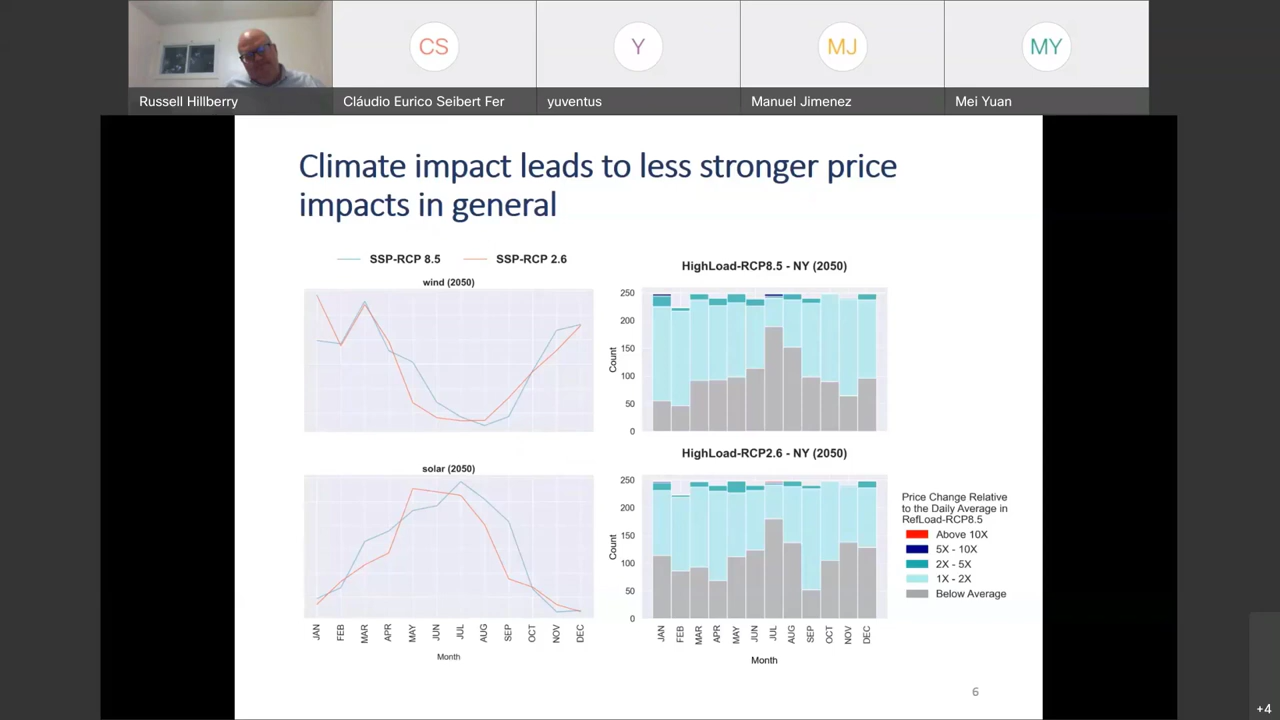 CS
Y
MJ
MY
Russell Hillberry
Cláudio Eurico Seibert Fer
yuventus
Manuel Jimenez
Mei Yuan
Climate impact leads to less stronger price
impacts in general
SSP-RCP 8.5
SSP-RCP 2.6
wind (2050)
HighLoad-RCP8.5 - NY (2050)
250
200
150
100
50
0
Count
solar (2050)
JAN
FEB
MAR
APR
MAY
JUN
JUL
AUG
SEP
OCT
NOV
DEC
Month
HighLoad-RCP2.6 - NY (2050)
250
200
150
100
50
0
Count
JAN
FEB
MAR
APR
MAY
JUN
JUL
AUG
SEP
OCT
NOV
DEC
Month
Price Change Relative
to the Daily Average in
RefLoad-RCP8.5
Above 10X
5X - 10X
2X - 5X
1X - 2X
Below Average
6
+4